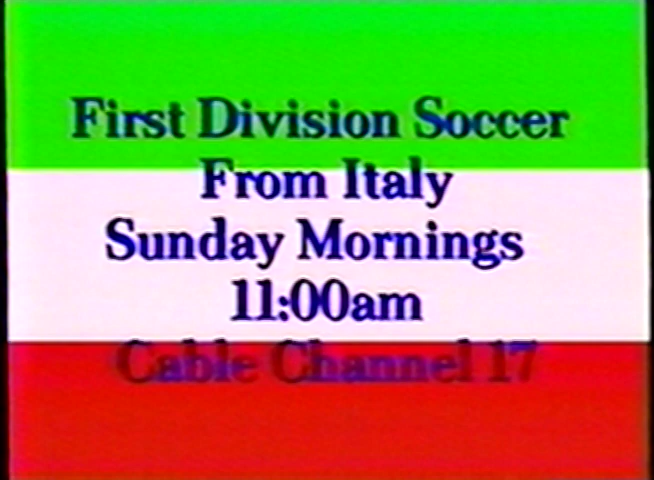 First Division Soccer
From Italy
Sunday Mornings
11:00am
Cable Channel 17